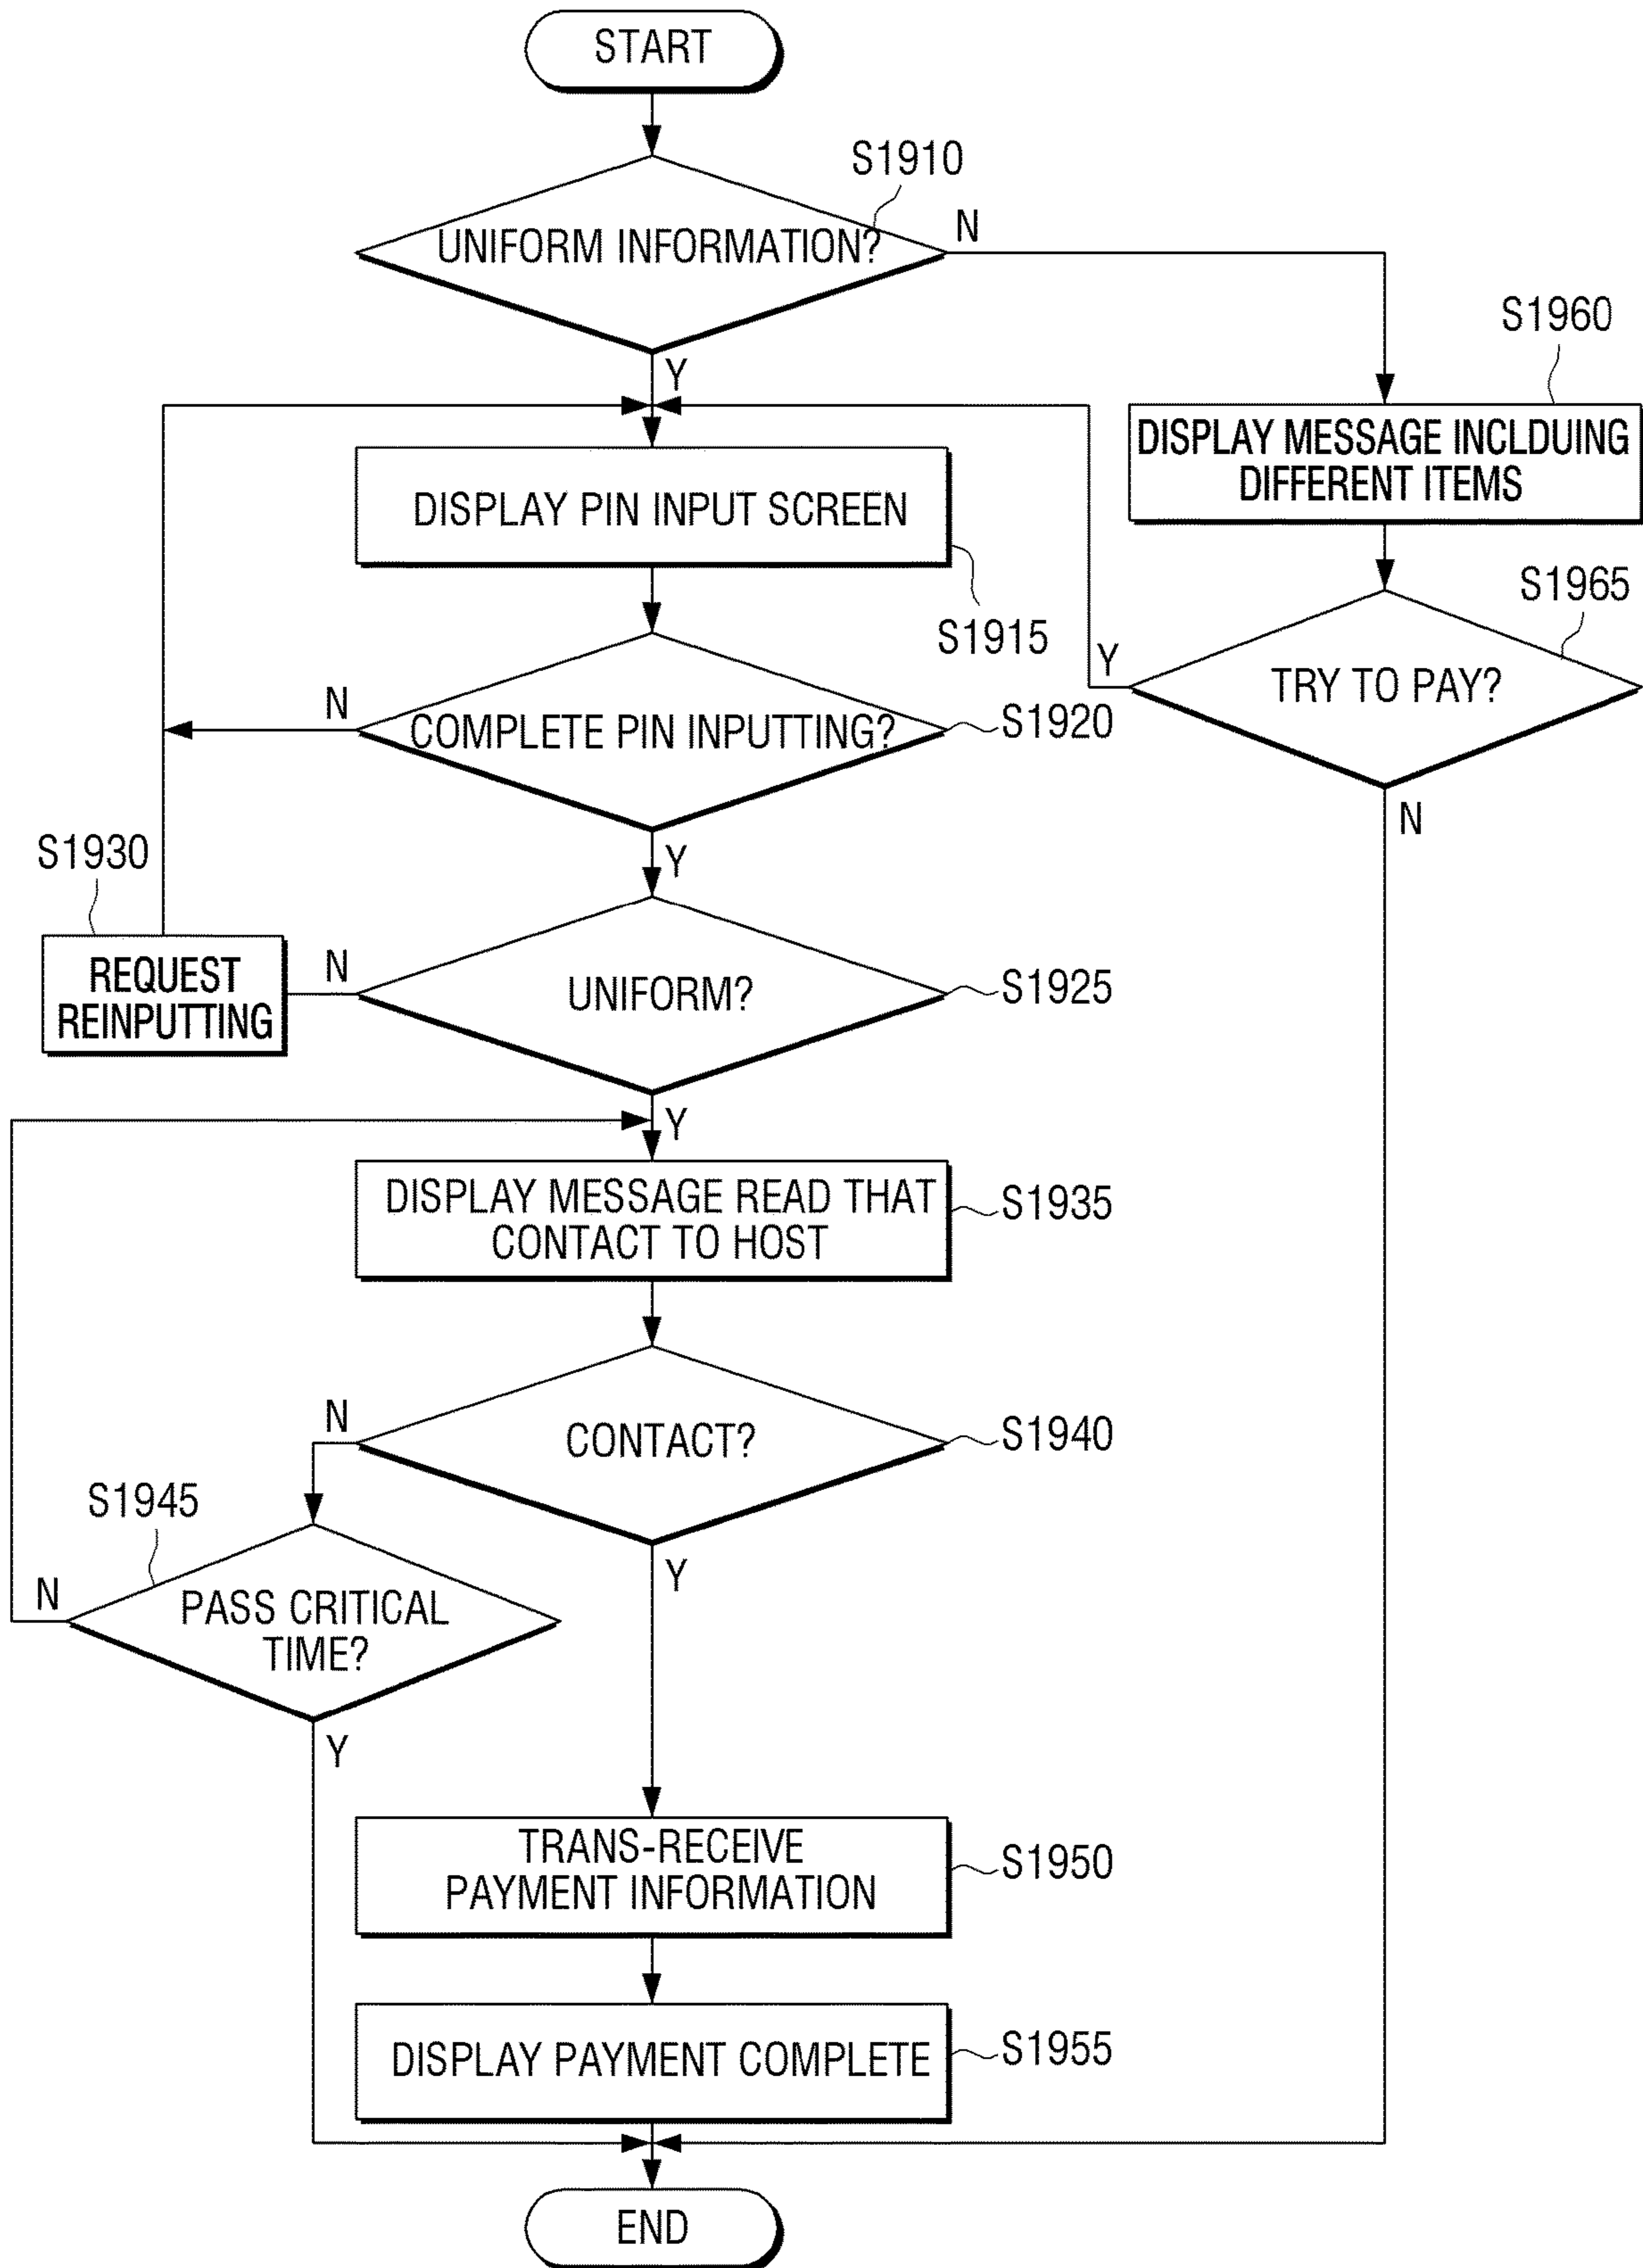 START
S1910
UNIFORM INFORMATION?
N
Y
S1960
DISPLAY MESSAGE INCLDUING
DIFFERENT ITEMS
DISPLAY PIN INPUT SCREEN
S1915
S1965
TRY TO PAY?
Y
N
COMPLETE PIN INPUTTING?
S1920
N
Y
S1930
REQUEST
REINPUTTING
N
UNIFORM?
S1925
Y
DISPLAY MESSAGE READ THAT
CONTACT TO HOST
S1935
N
CONTACT?
S1940
Y
S1945
N
PASS CRITICAL
TIME?
Y
TRANS-RECEIVE
PAYMENT INFORMATION
S1950
DISPLAY PAYMENT COMPLETE
S1955
END